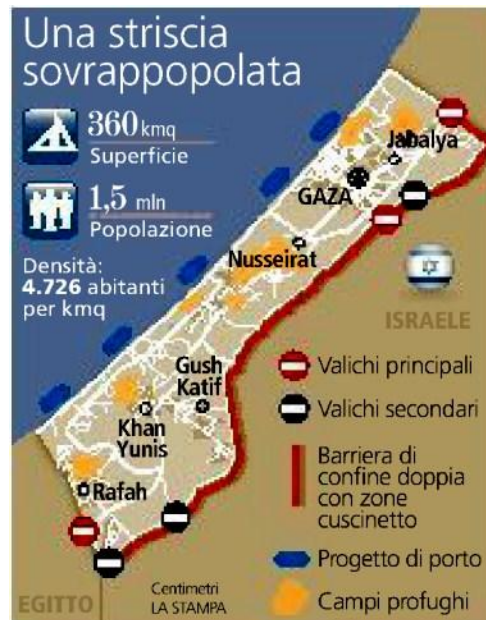 Una striscia
sovrappopolata
360 kmq
Superficie
1,5 mln
Popolazione
Densità:
4.726 abitanti
per kmq
Jabalya
GAZA
Nusseirat
ISRAELE
Gush
Katif
Khan
Yunis
Rafah
Valichi principali
Valichi secondari
Barriera di
confine doppia
con zone
cuscinetto
Progetto di porto
Campi profughi
EGITTO
Centimetri
LA STAMPA